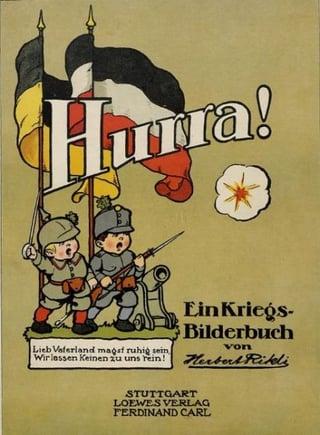 Hurra!
Ein Kriegs-
Bilderbuch
von
Herbert Rikli
Lieb Vaterland magst ruhig sein,
Wir lassen Keinen zu uns rein!
STUTTGART
LOEWES VERLAG
FERDINAND CARL